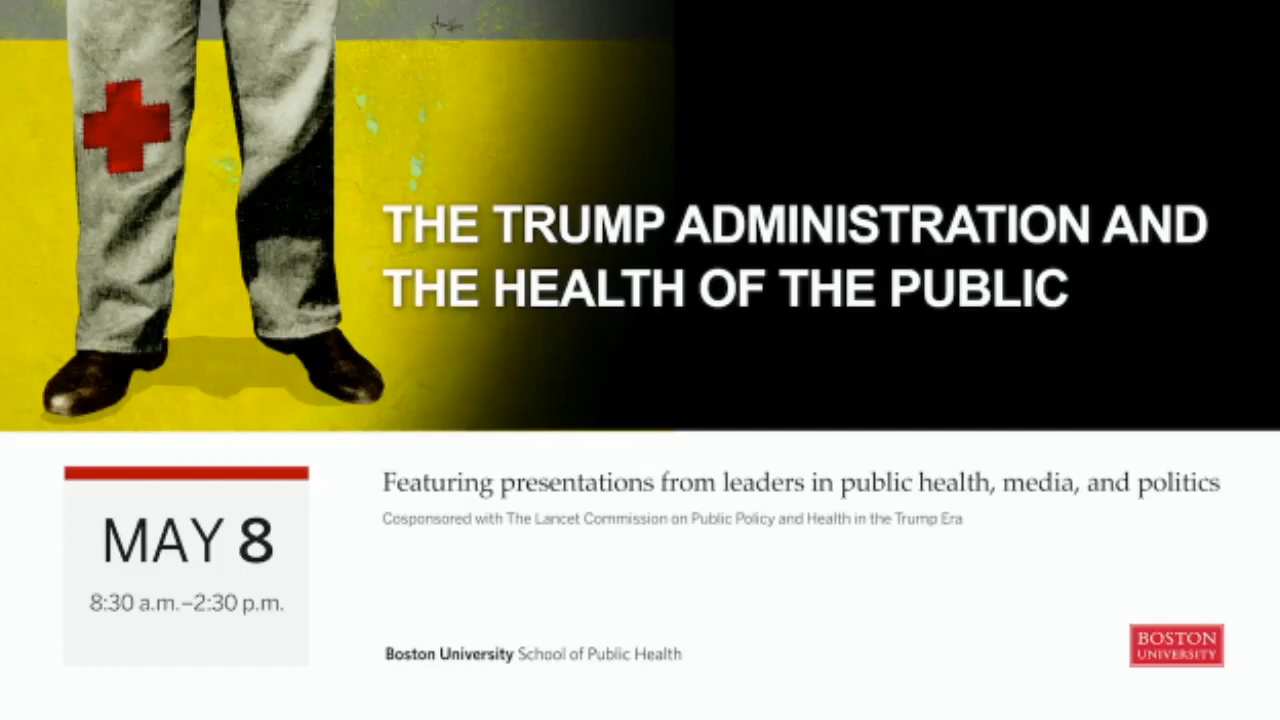 THE TRUMP ADMINISTRATION AND
THE HEALTH OF THE PUBLIC
MAY 8
8:30 a.m.–2:30 p.m.
Featuring presentations from leaders in public health, media, and politics
Cosponsored with The Lancet Commission on Public Policy and Health in the Trump Era
Boston University School of Public Health
BOSTON
UNIVERSITY